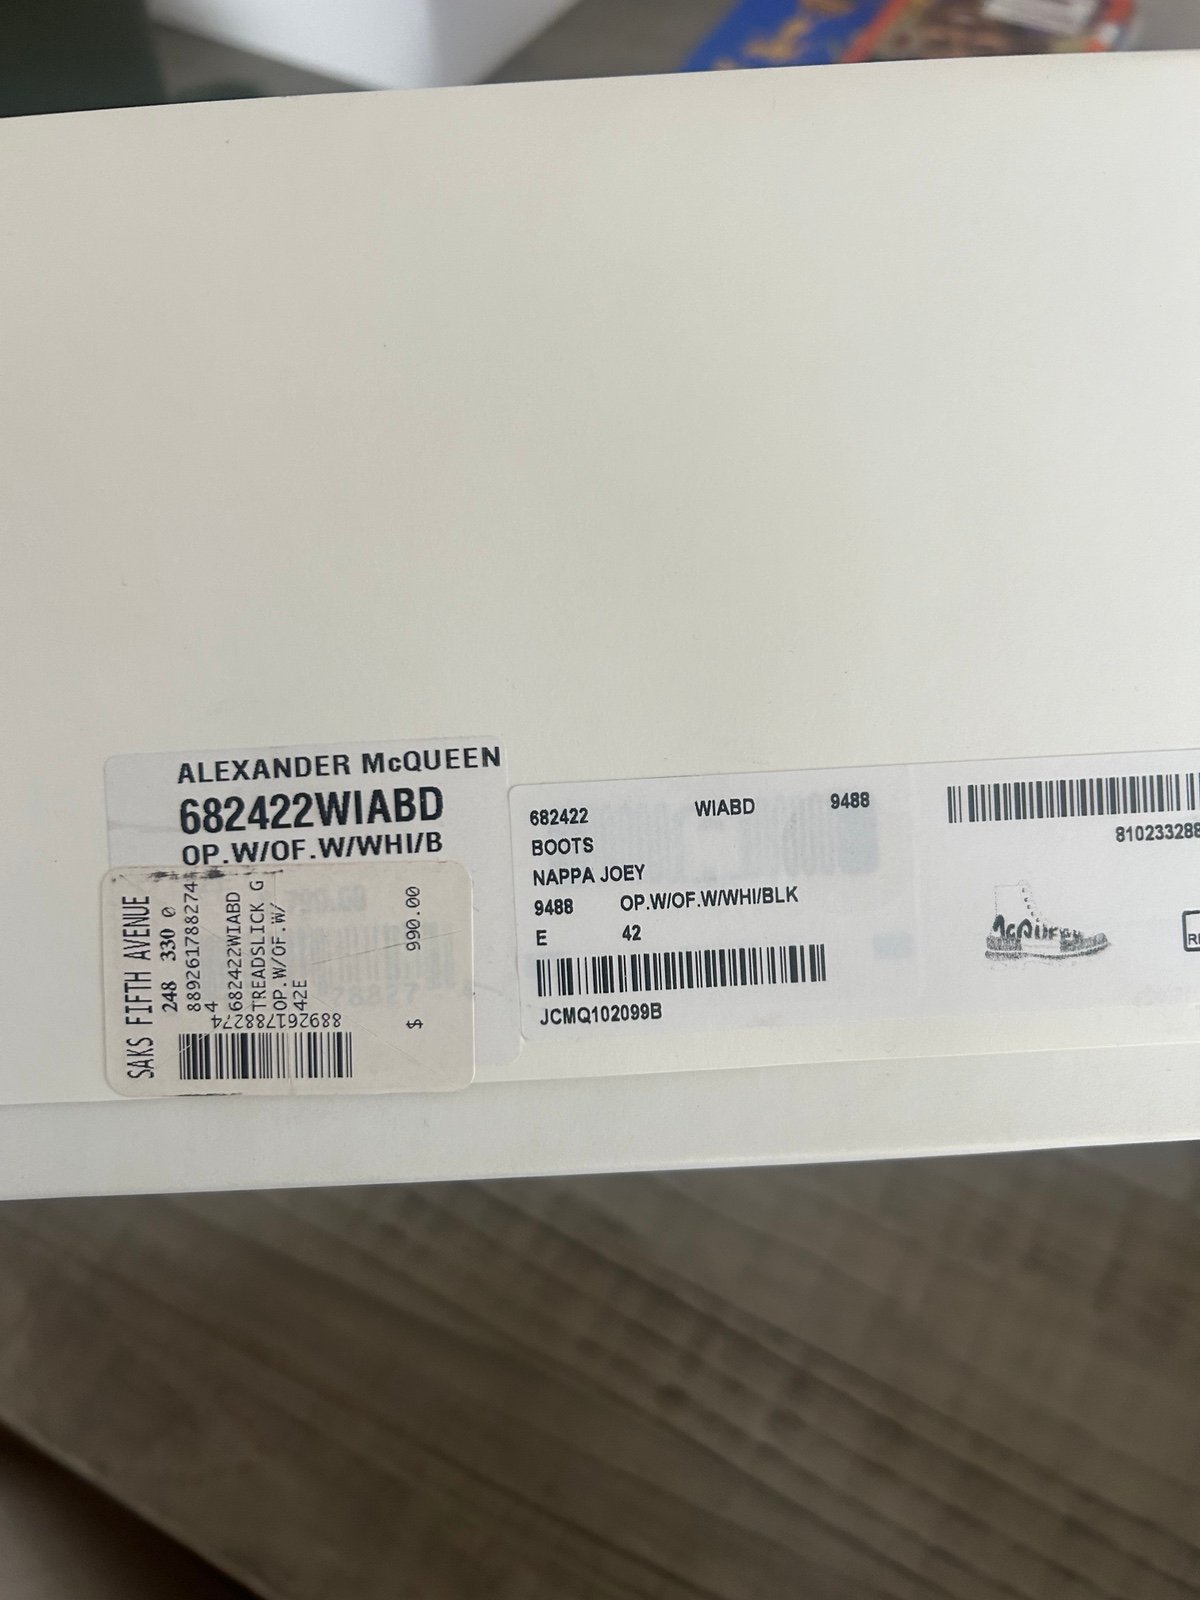 ALEXANDER McQUEEN
682422WIABD
OP.W/OF.W/WHI/B
SAKS FIFTH AVENUE
248 330 0
889261788274
4
682422WIABD
TREADSLICK G
OP.W/OF.W/
42E
889261788274
$ 990.00
682422 WIABD 9488
BOOTS
NAPPA JOEY
9488 OP.W/OF.W/WHI/BLK
E 42
JCMQ102099B
810233288
McQUEEN